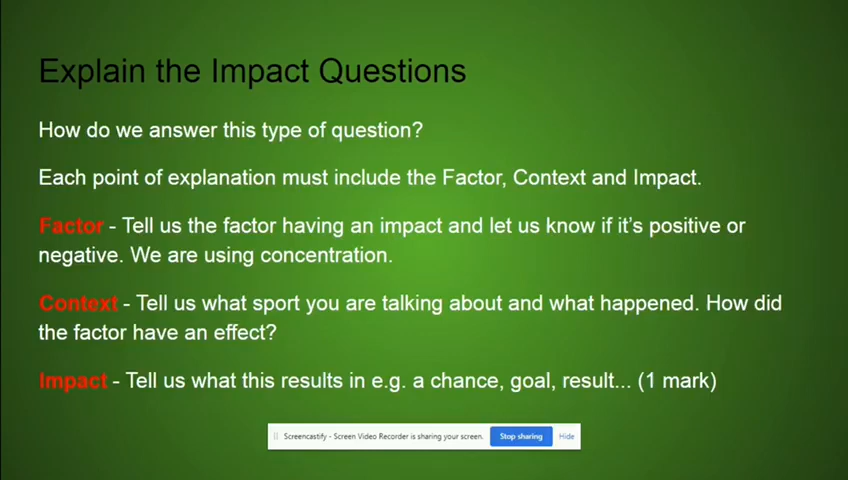 Explain the Impact Questions
How do we answer this type of question?
Each point of explanation must include the Factor, Context and Impact.
Factor - Tell us the factor having an impact and let us know if it's positive or
negative. We are using concentration.
Context - Tell us what sport you are talking about and what happened. How did
the factor have an effect?
Impact - Tell us what this results in e.g. a chance, goal, result... (1 mark)
Screencastify - Screen Video Recorder is sharing your screen. Stop sharing Hide